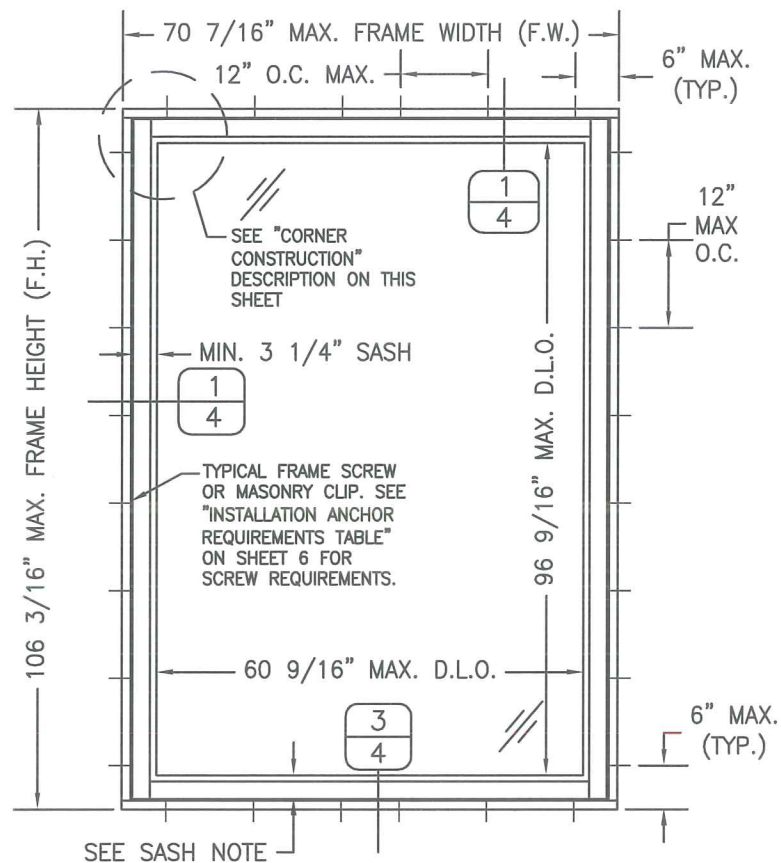 70 7/16" MAX. FRAME WIDTH (F.W.)
12" O.C. MAX.
6" MAX.
(TYP.)
1
4
12"
MAX
O.C.
SEE "CORNER
CONSTRUCTION"
DESCRIPTION ON THIS
SHEET
106 3/16" MAX. FRAME HEIGHT (F.H.)
MIN. 3 1/4" SASH
1
4
96 9/16" MAX. D.L.O.
TYPICAL FRAME SCREW
OR MASONRY CLIP. SEE
"INSTALLATION ANCHOR
REQUIREMENTS TABLE"
ON SHEET 6 FOR
SCREW REQUIREMENTS.
60 9/16" MAX. D.L.O.
3
4
6" MAX.
(TYP.)
SEE SASH NOTE